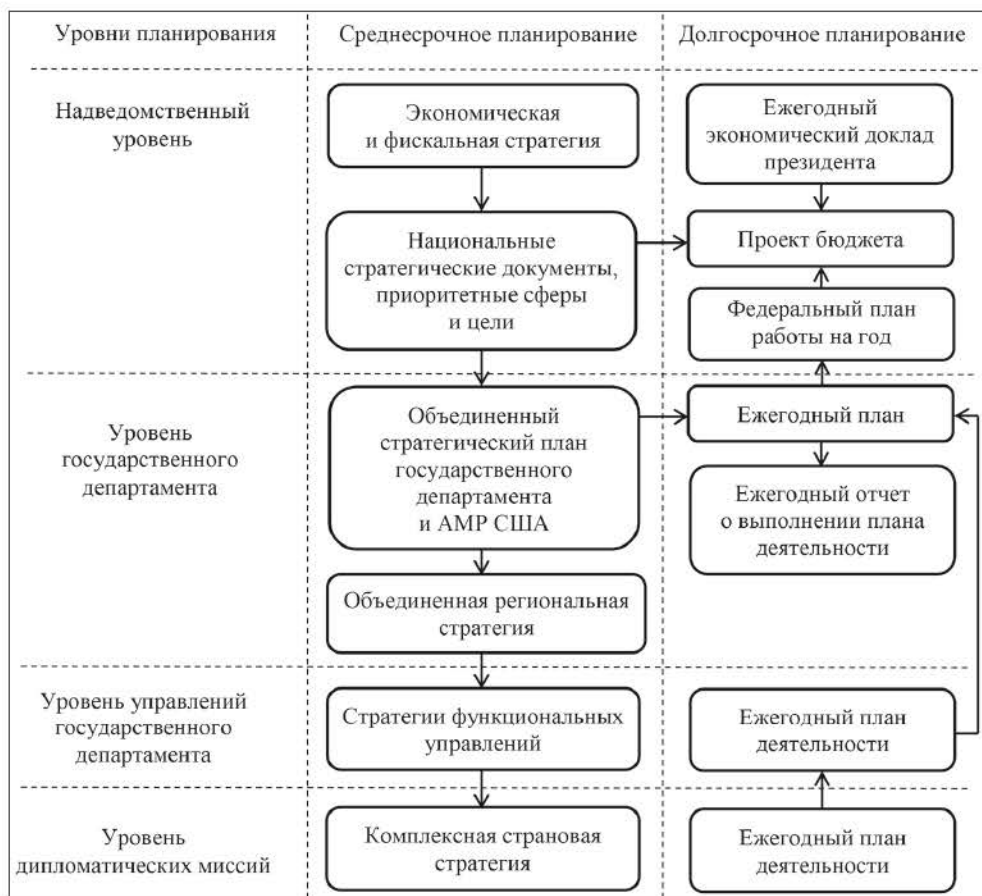 Уровни планирования
Среднесрочное планирование
Долгосрочное планирование
Надведомственный
уровень
Экономическая
и фискальная стратегия
Ежегодный
экономический доклад
президента
Национальные
стратегические документы,
приоритетные сферы
и цели
Проект бюджета
Федеральный план
работы на год
Уровень
государственного
департамента
Объединенный
стратегический план
государственного
департамента
и АМР США
Ежегодный план
Ежегодный отчет
о выполнении плана
деятельности
Объединенная региональная
стратегия
Уровень управлений
государственного
департамента
Стратегии функциональных
управлений
Ежегодный план
деятельности
Уровень
дипломатических миссий
Комплексная страновая
стратегия
Ежегодный план
деятельности